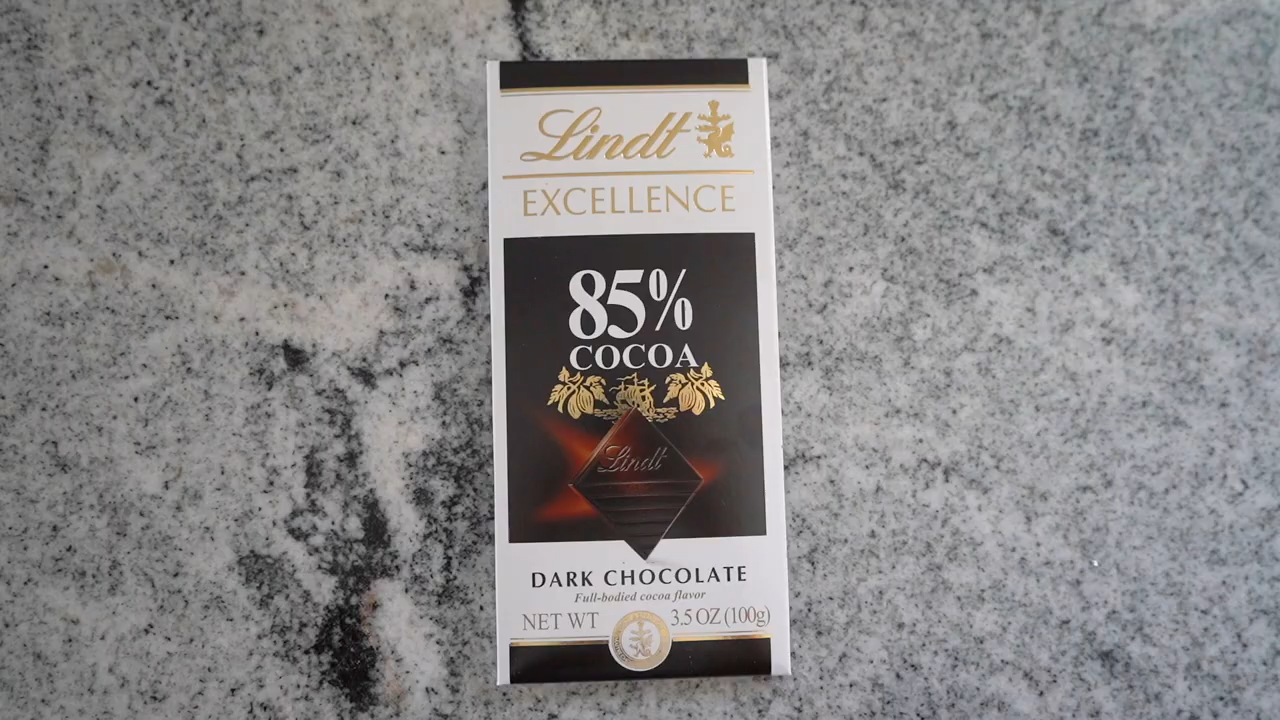 Lindt
EXCELLENCE
85%
COCOA
Lindt
DARK CHOCOLATE
Full-bodied cocoa flavor
NET WT 3.5 OZ (100g)